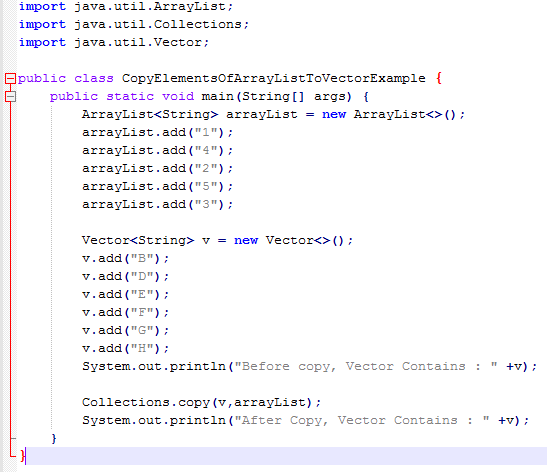 import java.util.ArrayList;
import java.util.Collections;
import java.util.Vector;
public class CopyElementsOfArrayListToVectorExample {
public static void main(String[] args) {
ArrayList<String> arrayList = new ArrayList<>();
arrayList.add("1");
arrayList.add("4");
arrayList.add("2");
arrayList.add("5");
arrayList.add("3");
Vector<String> v = new Vector<>();
v.add("B");
v.add("D");
v.add("E");
v.add("F");
v.add("G");
v.add("H");
System.out.println("Before copy, Vector Contains : " +v);
Collections.copy(v,arrayList);
System.out.println("After Copy, Vector Contains : " +v);
}
}